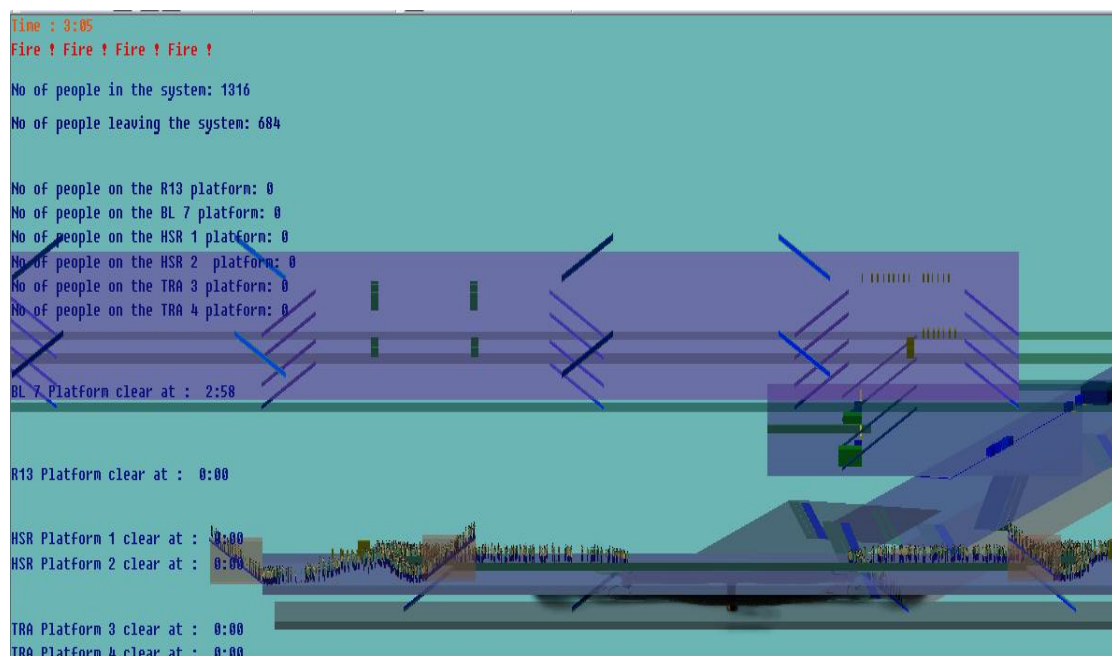 Time : 3:05
Fire ! Fire ! Fire ! Fire !
No of people in the system: 1316
No of people leaving the system: 684
No of people on the R13 platform: 0
No of people on the BL 7 platform: 0
No of people on the HSR 1 platform: 0
No of people on the HSR 2 platform: 0
No of people on the TRA 3 platform: 0
No of people on the TRA 4 platform: 0
BL 7 Platform clear at : 2:58
R13 Platform clear at : 0:00
HSR Platform 1 clear at : 0:00
HSR Platform 2 clear at : 0:00
TRA Platform 3 clear at : 0:00
TRA Platform 4 clear at : 0:00